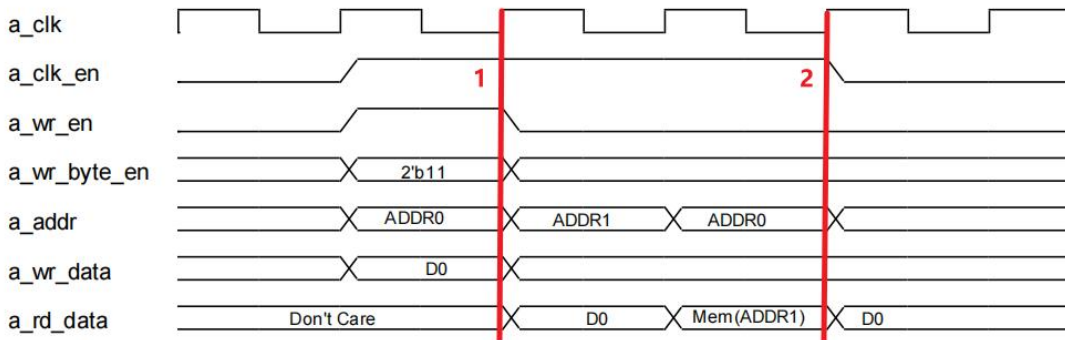 a_clk
a_clk_en 1 2
a_wr_en
a_wr_byte_en 2'b11
a_addr ADDR0 ADDR1 ADDR0
a_wr_data D0
a_rd_data Don't Care D0 Mem(ADDR1) D0